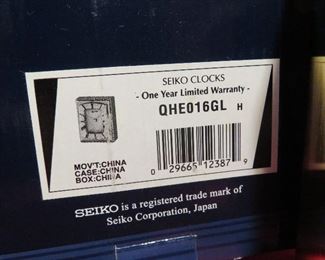 SEIKO CLOCKS
- One Year Limited Warranty -
QHE016GL H
MOV'T:CHINA
CASE:CHINA
BOX:CHINA
0 29665 12387 9
SEIKO is a registered trade mark of
Seiko Corporation, Japan